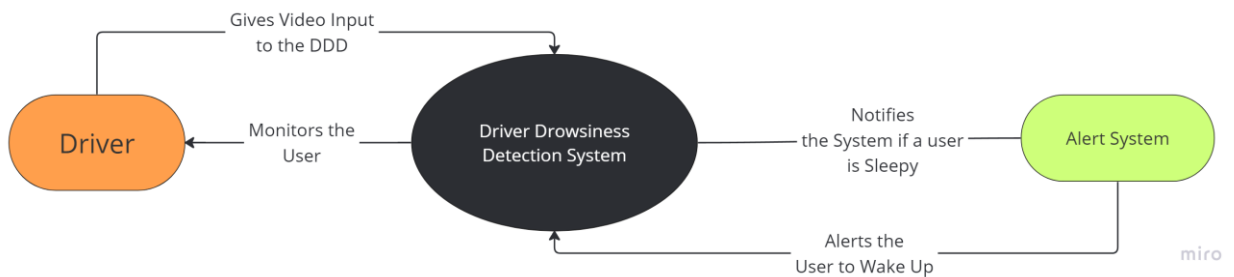 Gives Video Input
to the DDD
Driver
Monitors the
User
Driver Drowsiness
Detection System
Notifies
the System if a user
is Sleepy
Alert System
Alerts the
User to Wake Up
miro